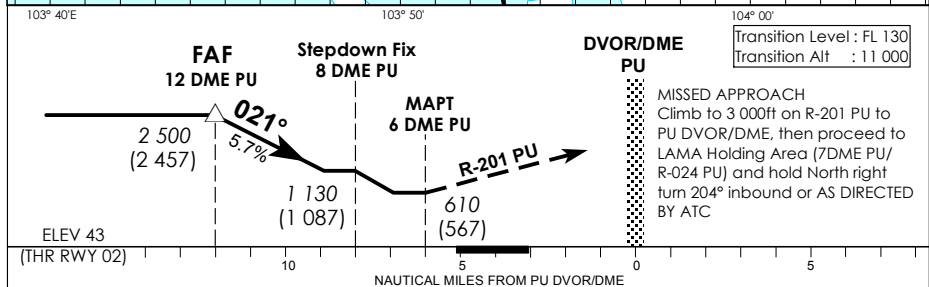 103° 40'E
103° 50'
104° 00'
Transition Level : FL 130
Transition Alt : 11 000
FAF
12 DME PU
Stepdown Fix
8 DME PU
MAPT
6 DME PU
DVOR/DME
PU
021°
5.7%
2 500
(2 457)
1 130
(1 087)
610
(567)
R-201 PU
MISSED APPROACH
Climb to 3 000ft on R-201 PU to
PU DVOR/DME, then proceed to
LAMA Holding Area (7DME PU/
R-024 PU) and hold North right
turn 204° inbound or AS DIRECTED
BY ATC
ELEV 43
(THR RWY 02)
10
5
0
5
NAUTICAL MILES FROM PU DVOR/DME